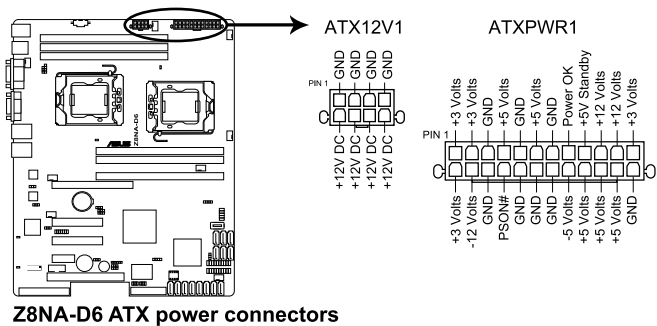 ATX12V1
ATXPWR1
PIN 1
GND
GND
GND
GND
+12V DC
+12V DC
+12V DC
+12V DC
PIN 1
+3 Volts
+3 Volts
GND
+5 Volts
GND
+5 Volts
GND
Power OK
+5V Standby
+12 Volts
+12 Volts
+3 Volts
+3 Volts
-12 Volts
GND
PSON#
GND
GND
GND
-5 Volts
+5 Volts
+5 Volts
+5 Volts
GND
ASUS
Z8NA-D6
Z8NA-D6 ATX power connectors